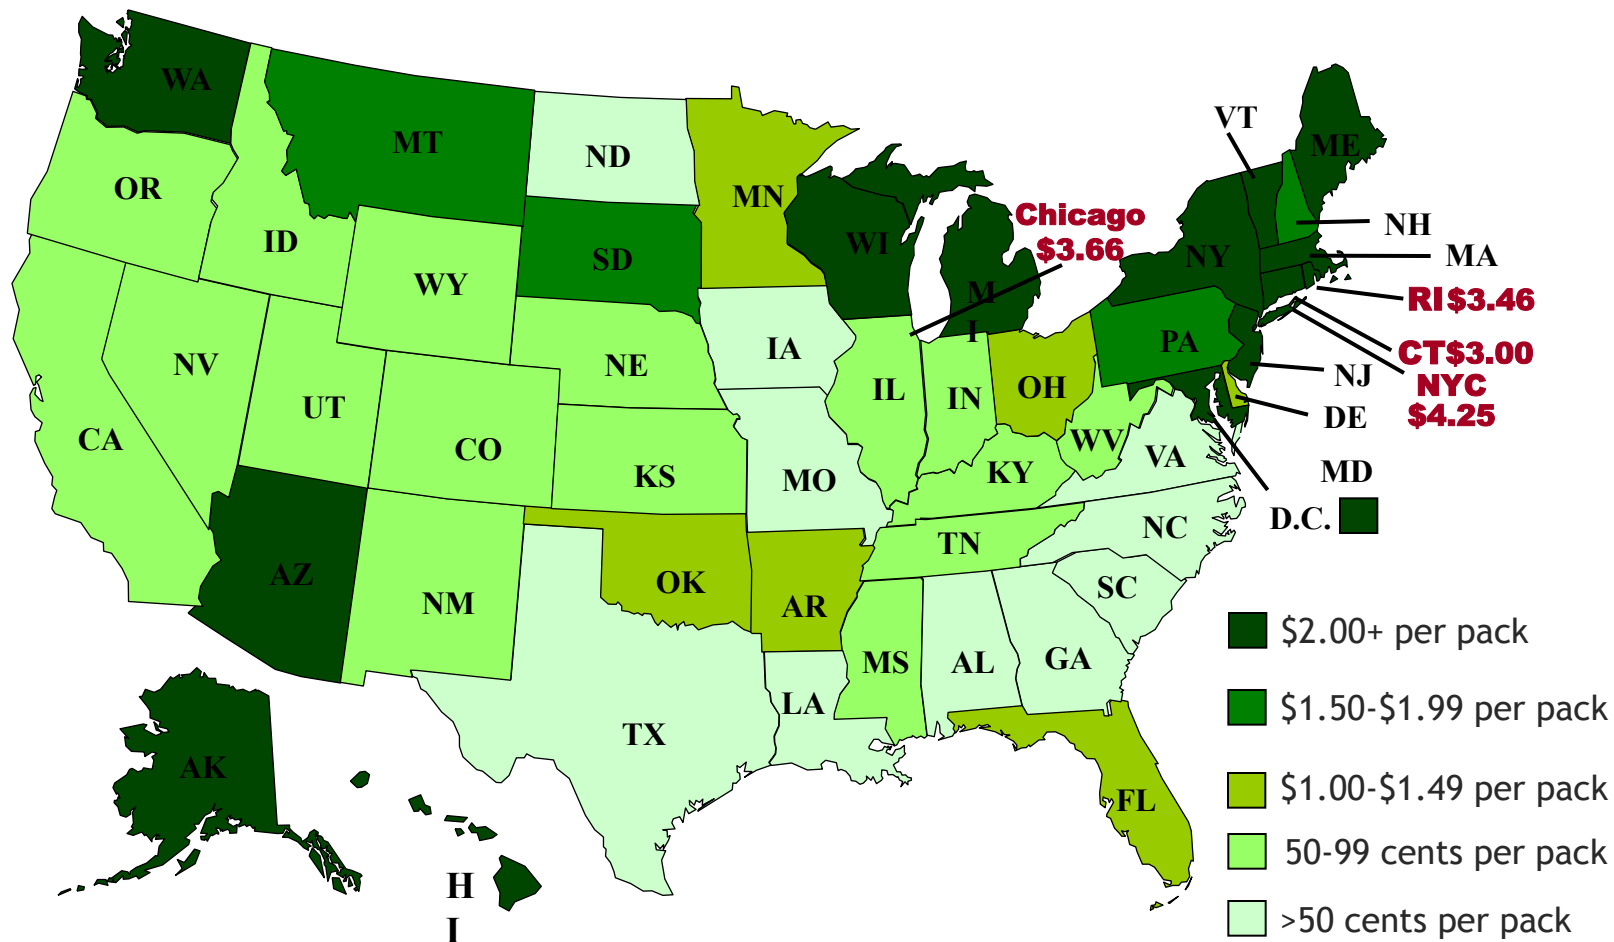 WA
VT
ME
MT
ND
OR
MN
Chicago
$3.66
NH
ID
WI
MA
SD
NY
WY
M
I
RI $3.46
NV
NE
IA
PA
CT $3.00
NYC
$4.25
NJ
UT
IL
IN
OH
DE
CA
CO
WV
VA
KS
MO
KY
MD
D.C.
TN
NC
AZ
NM
OK
AR
SC
$2.00+ per pack
MS
AL
GA
LA
TX
$1.50-$1.99 per pack
AK
FL
$1.00-$1.49 per pack
50-99 cents per pack
H
I
>50 cents per pack